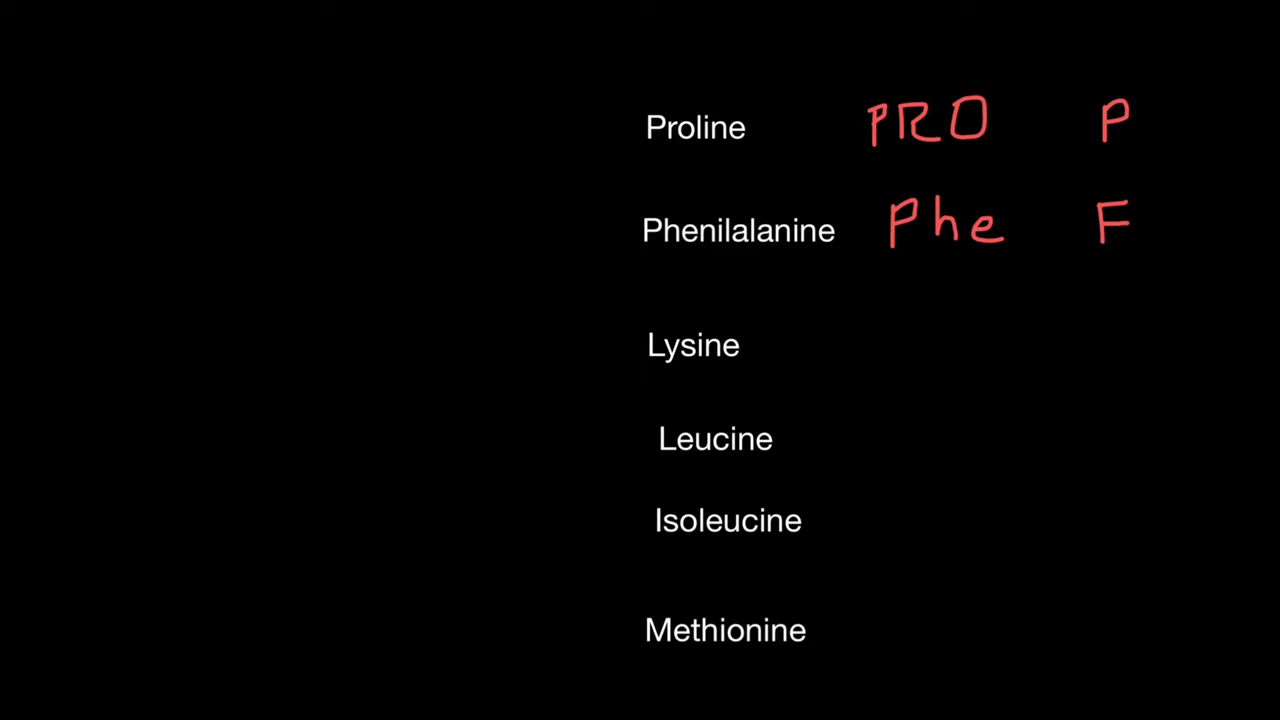 Proline PRO P
Phenilalanine Phe F
Lysine
Leucine
Isoleucine
Methionine